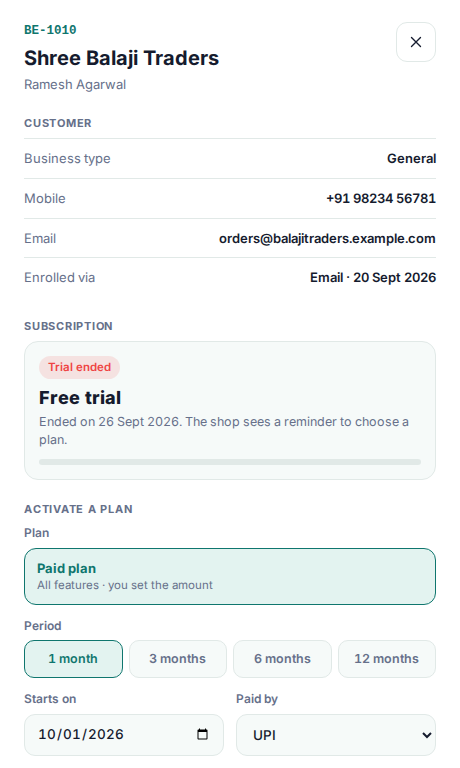 BE-1010
Shree Balaji Traders
Ramesh Agarwal
CUSTOMER
Business type General
Mobile +91 98234 56781
Email orders@balajitraders.example.com
Enrolled via Email · 20 Sept 2026
SUBSCRIPTION
Trial ended
Free trial
Ended on 26 Sept 2026. The shop sees a reminder to choose a
plan.
ACTIVATE A PLAN
Plan
Paid plan
All features · you set the amount
Period
1 month 3 months 6 months 12 months
Starts on Paid by
10/01/2026 UPI